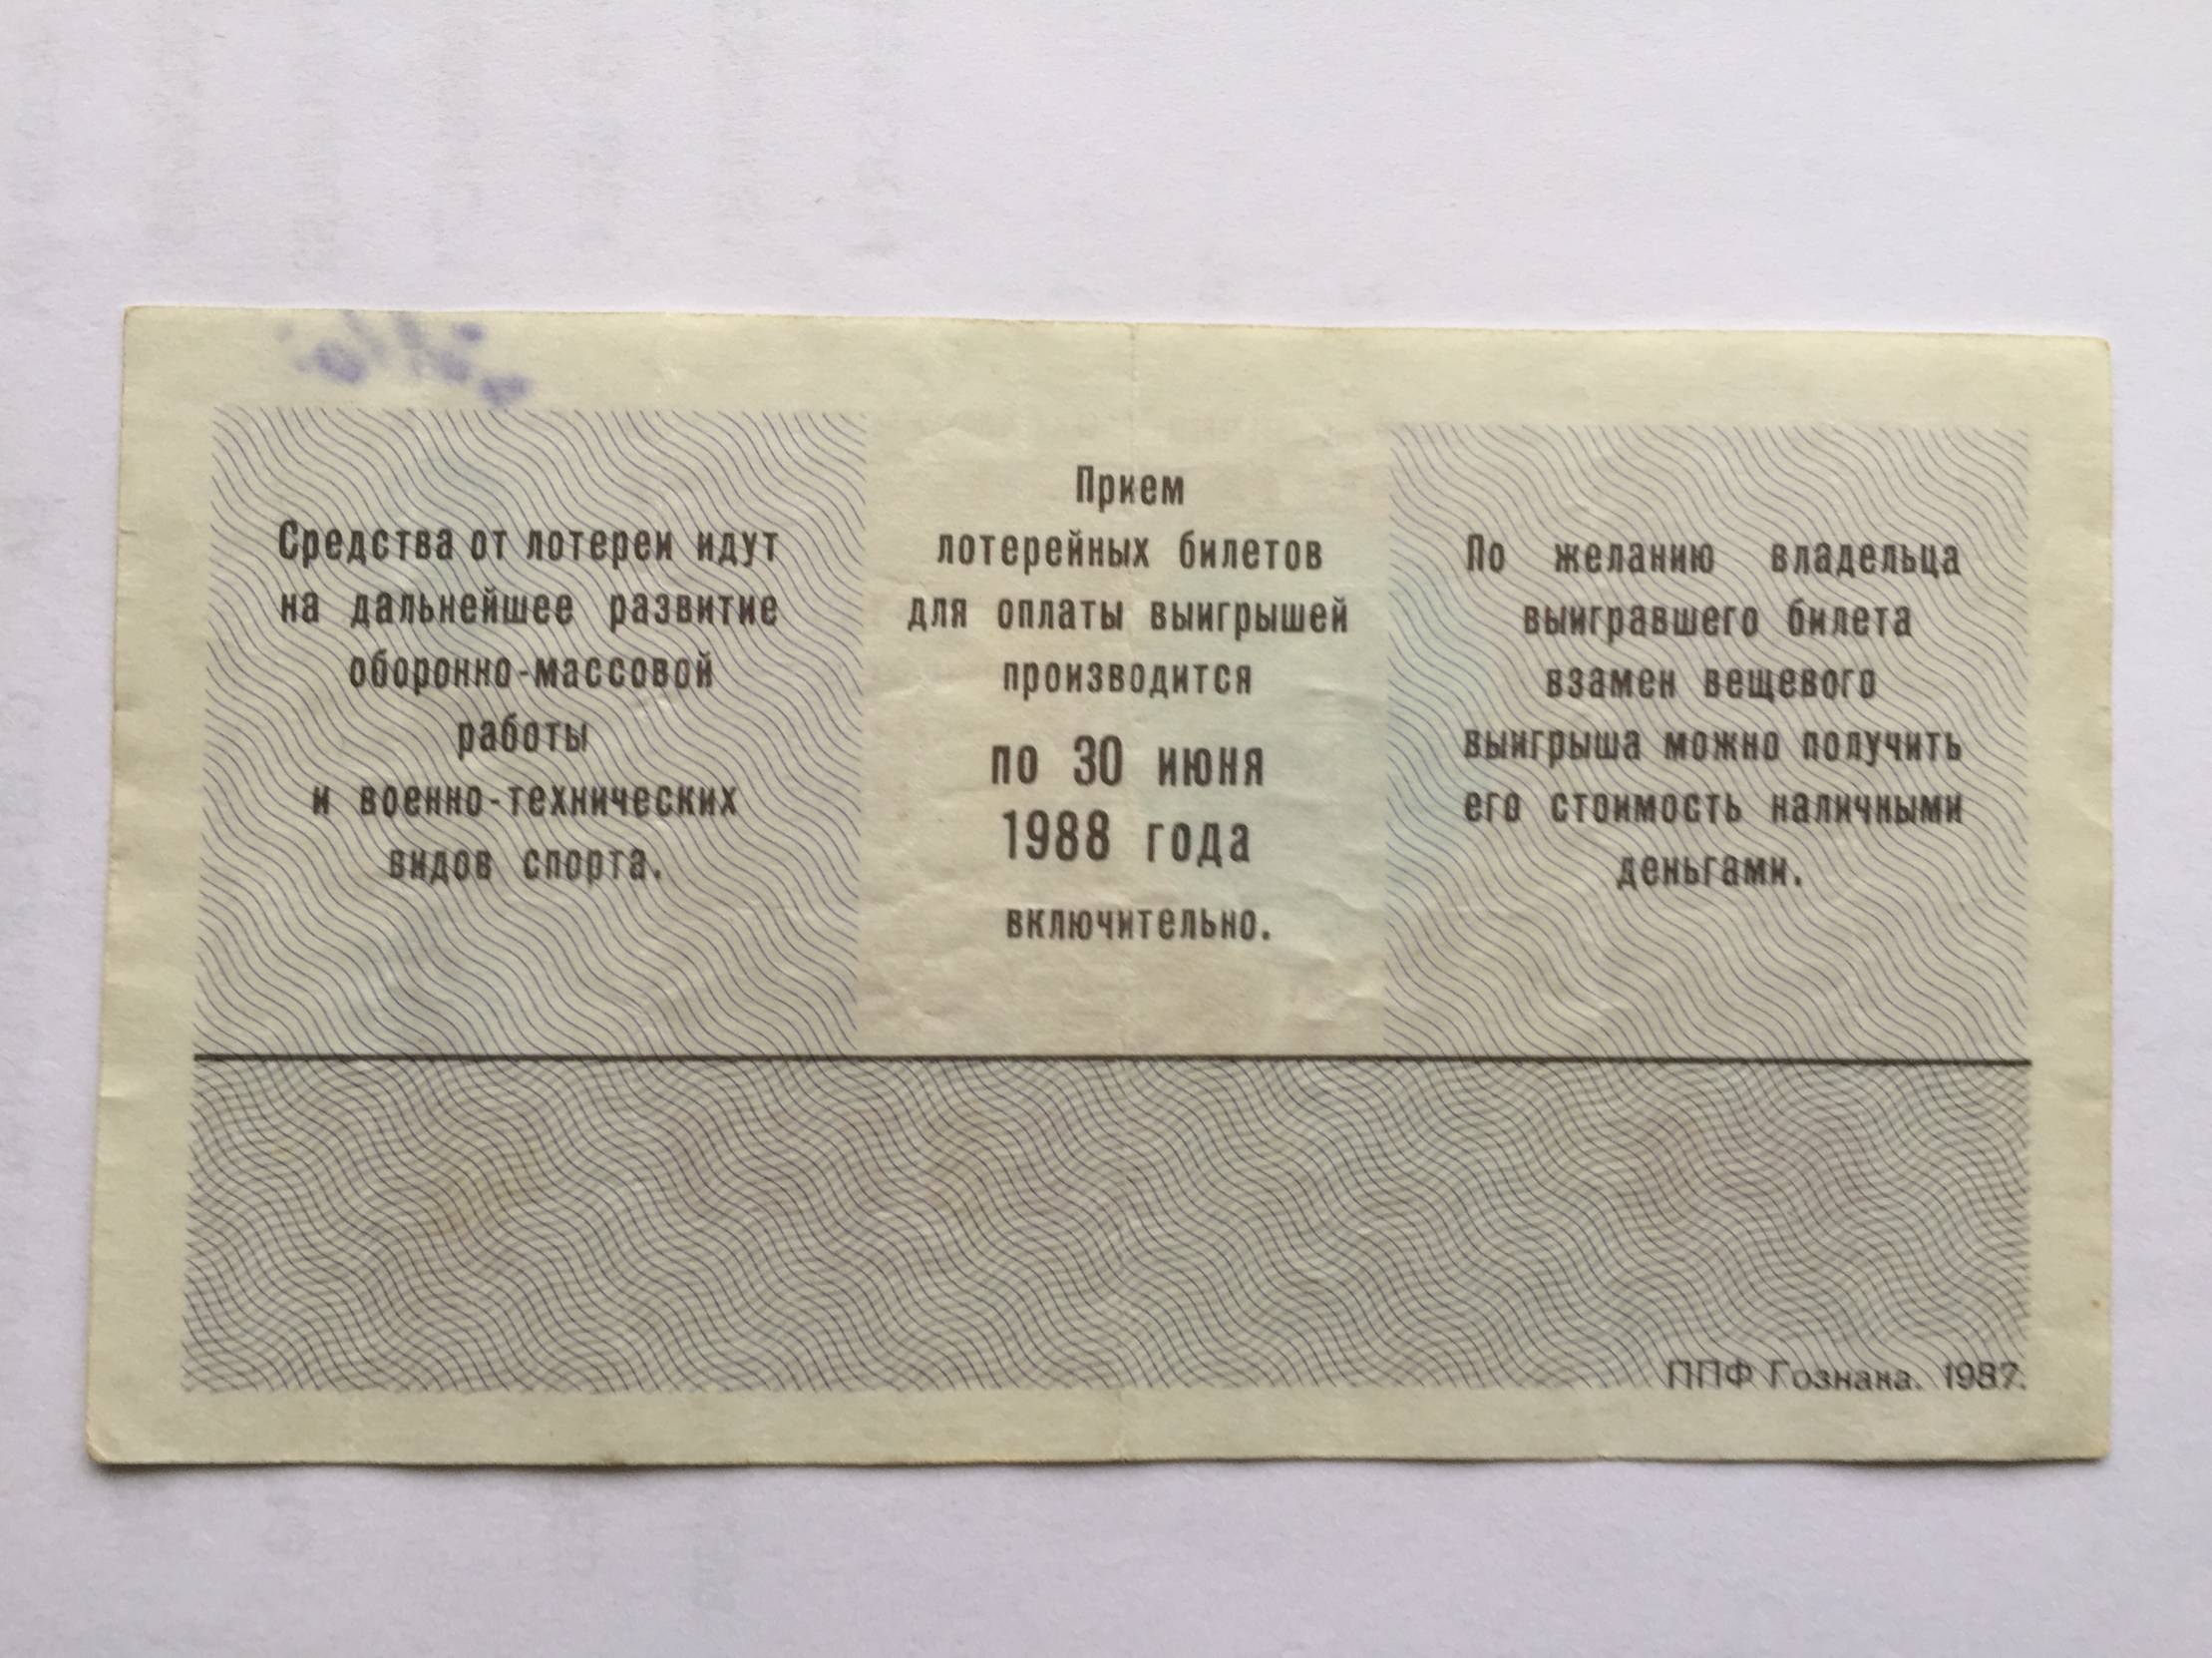 Средства от лотереи идут
на дальнейшее развитие
оборонно-массовой
работы
и военно-технических
видов спорта.
Прием
лотерейных билетов
для оплаты выигрышей
производится
по 30 июня
1988 года
включительно.
По желанию владельца
выигравшего билета
взамен вещевого
выигрыша можно получить
его стоимость наличными
деньгами.
ППФ Гознака. 1987.